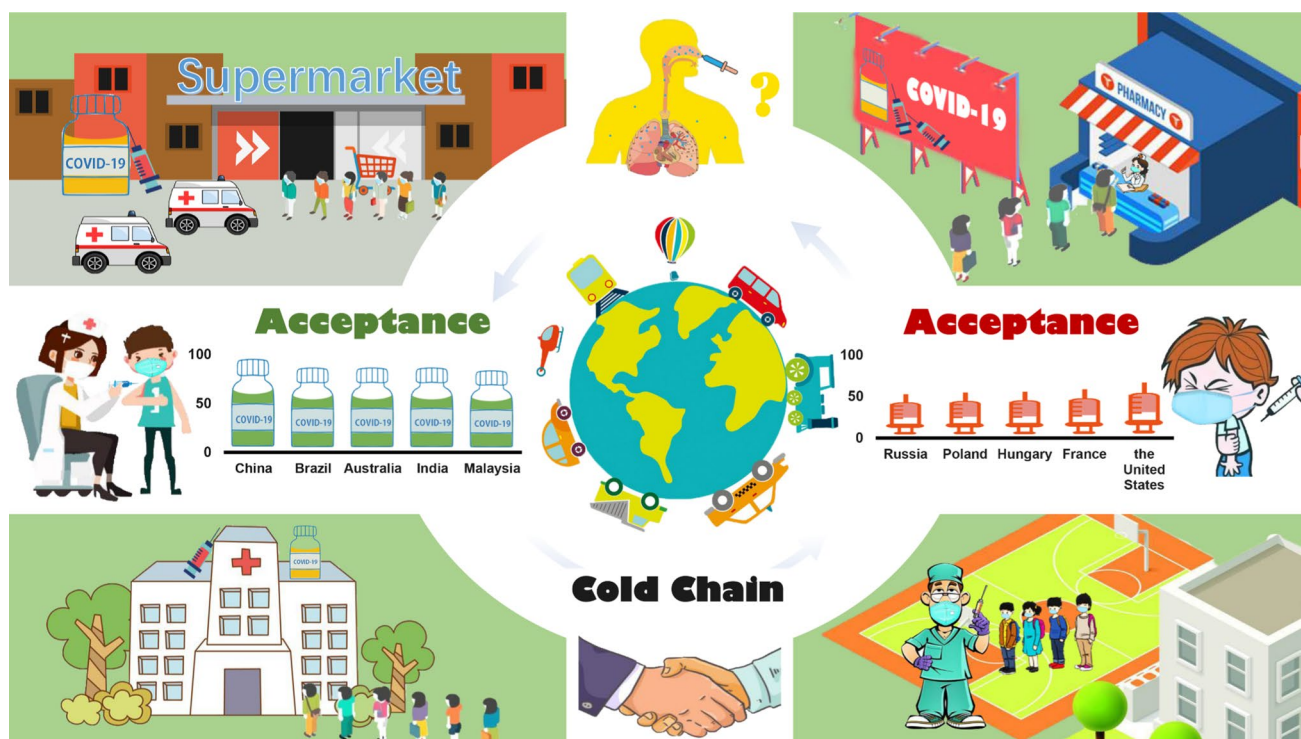 Supermarket
COVID-19
?
COVID-19
PHARMACY
Acceptance
100
50
0
COVID-19
COVID-19
COVID-19
COVID-19
COVID-19
China
Brazil
Australia
India
Malaysia
Acceptance
100
50
0
Russia
Poland
Hungary
France
the
United
States
COVID-19
Cold Chain